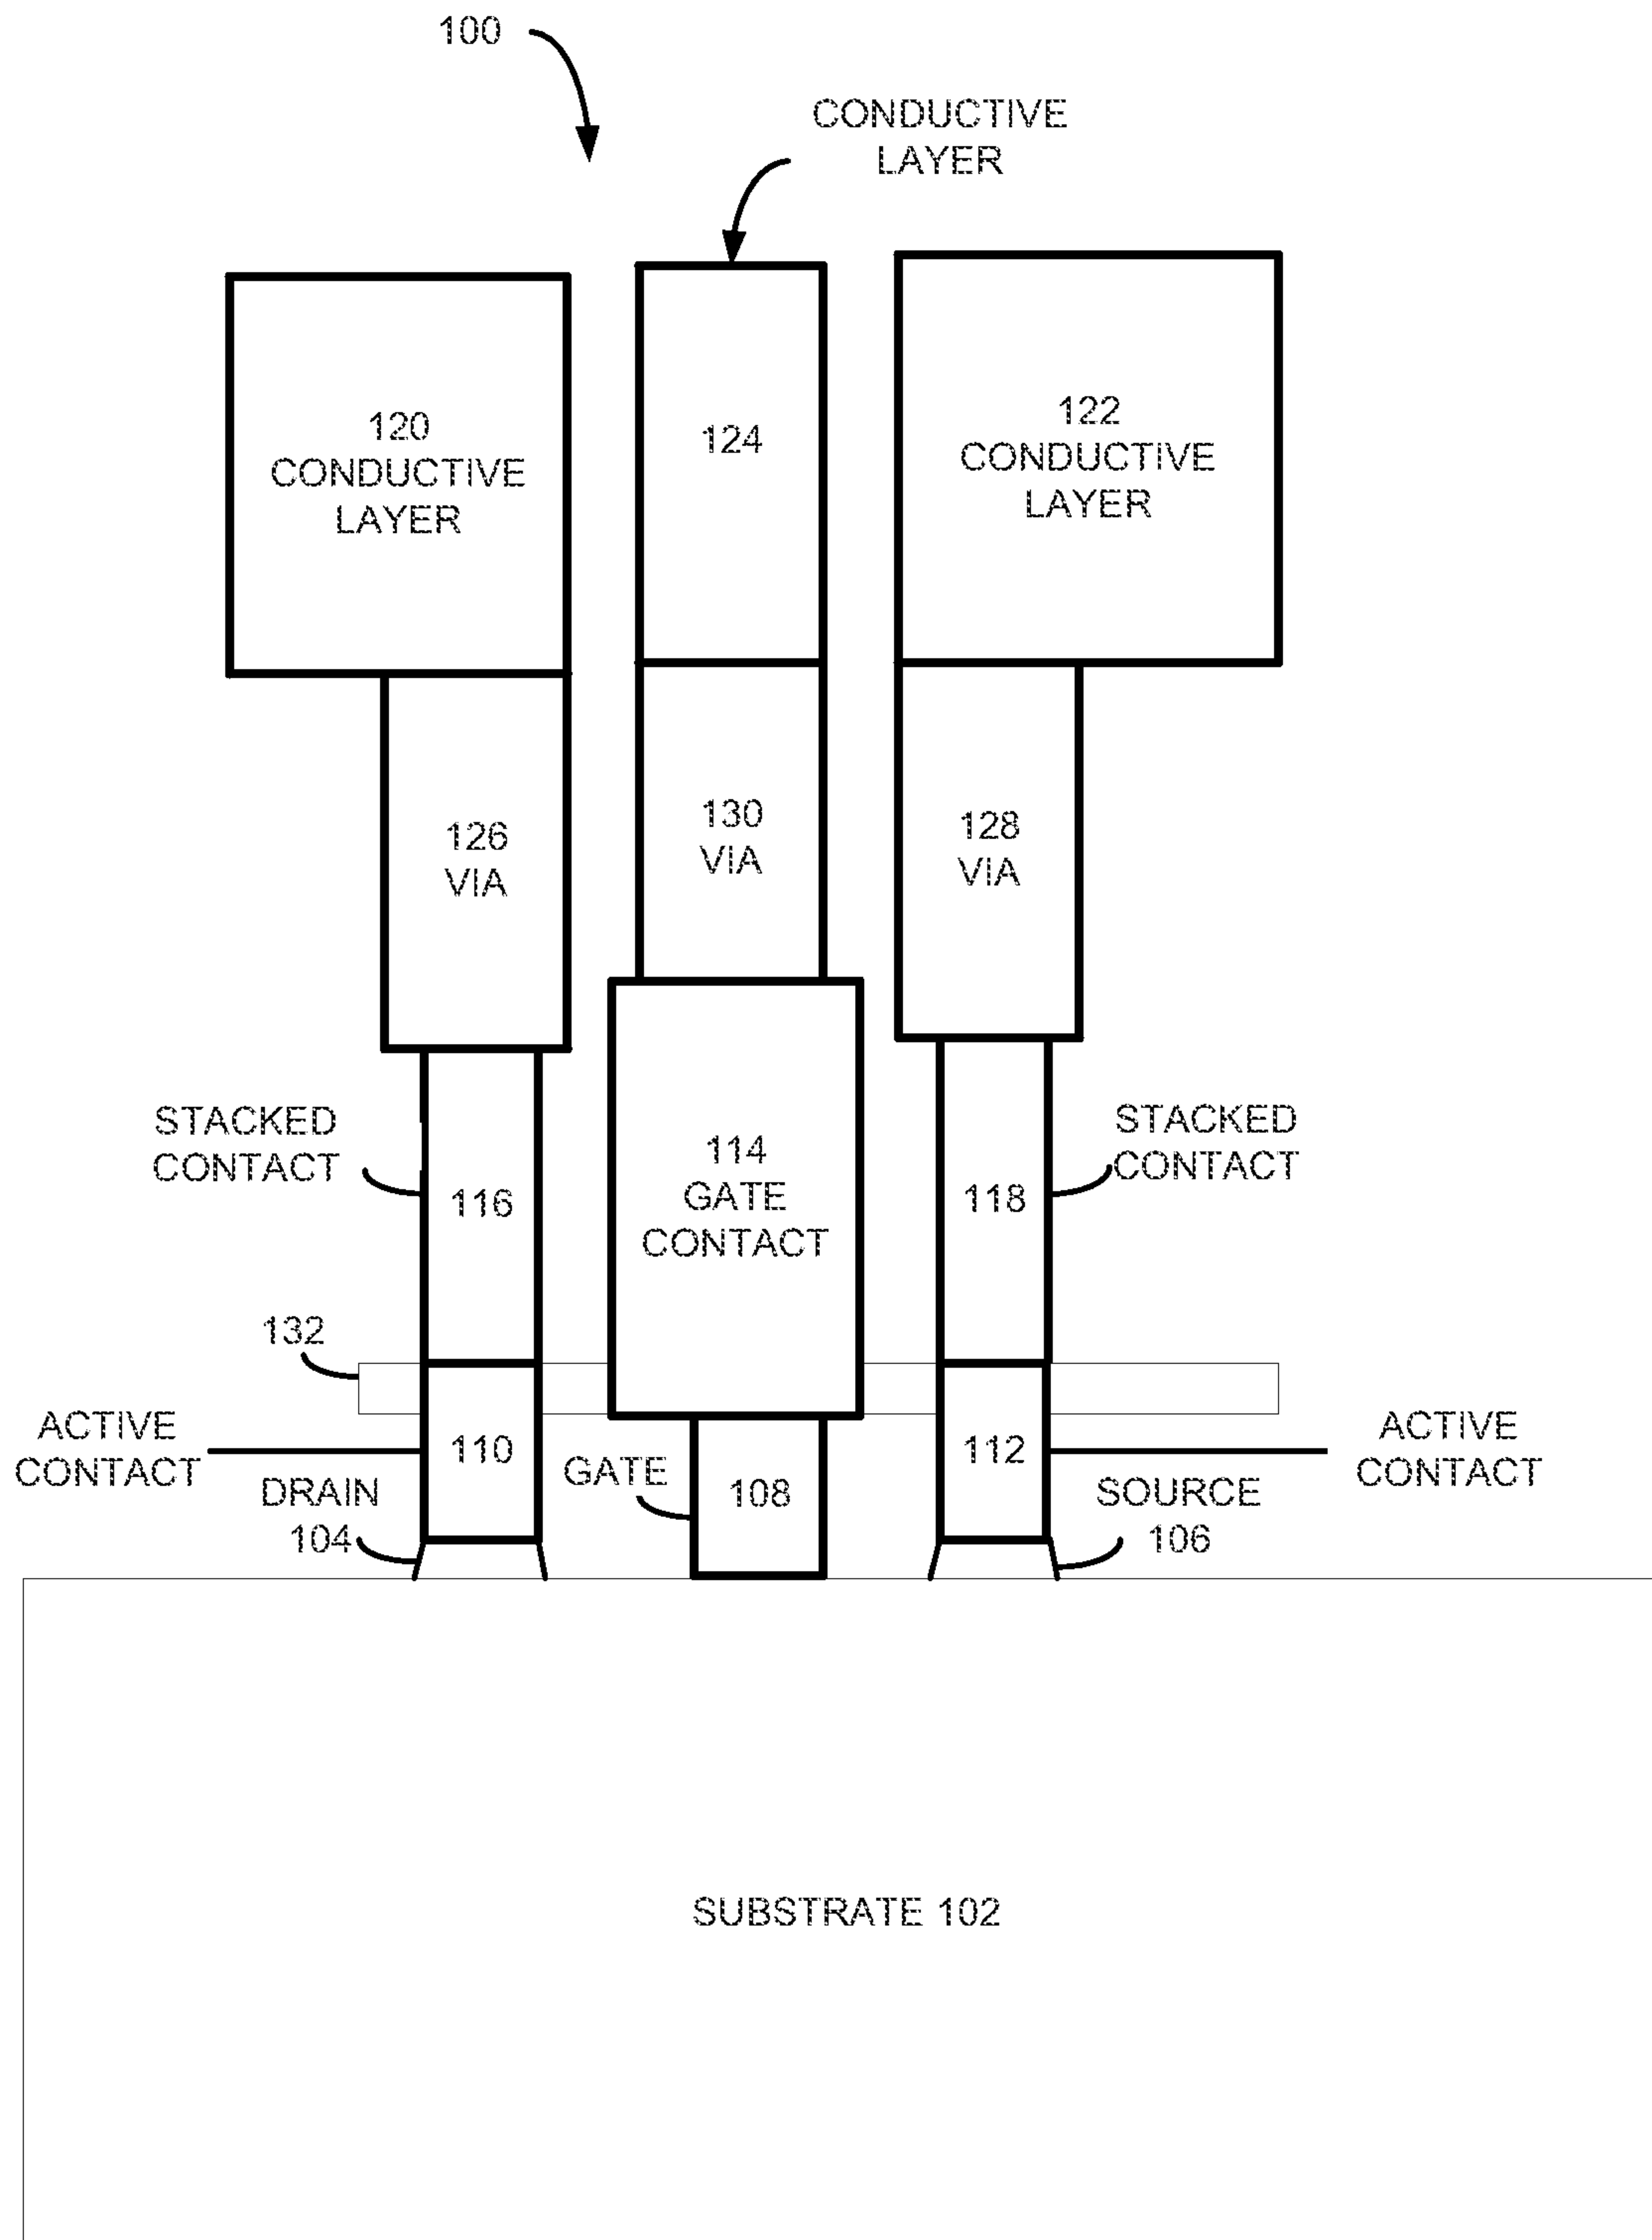 100
CONDUCTIVE
LAYER
120
CONDUCTIVE
LAYER
124
122
CONDUCTIVE
LAYER
126
VIA
130
VIA
128
VIA
STACKED
CONTACT
116
114
GATE
CONTACT
118
STACKED
CONTACT
132
ACTIVE
CONTACT
110
DRAIN
104
GATE
108
112
SOURCE
106
ACTIVE
CONTACT
SUBSTRATE 102